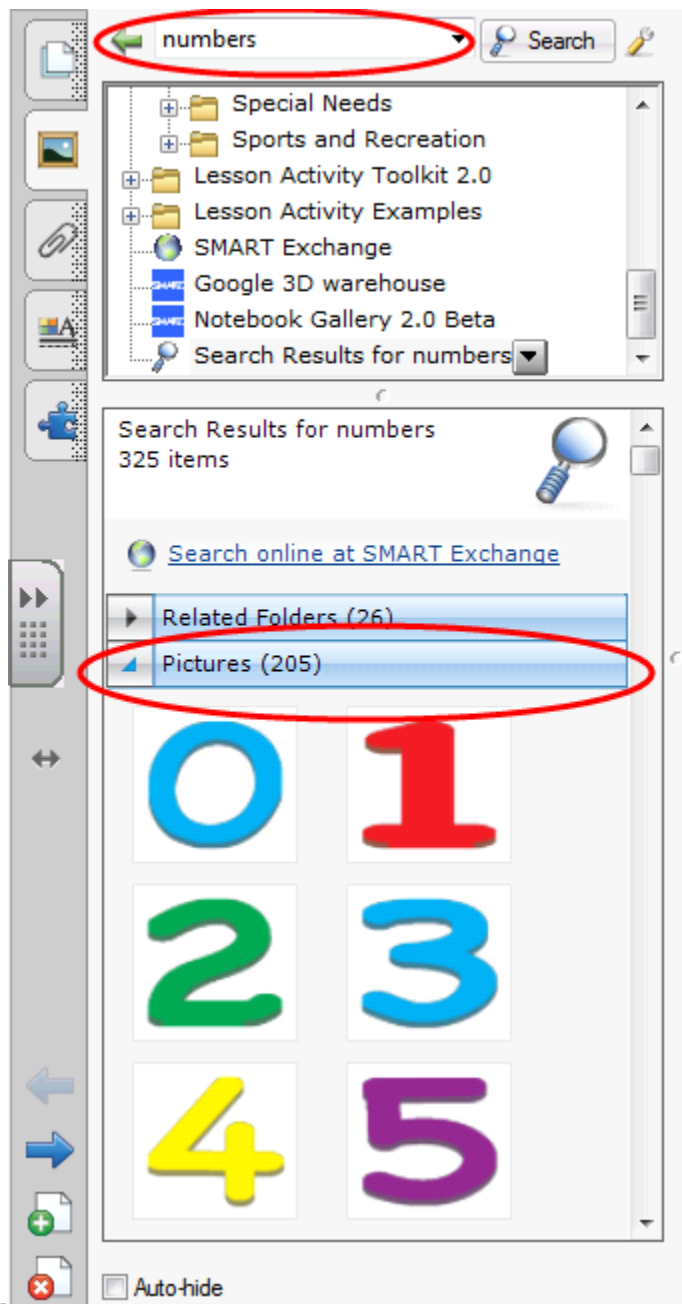 numbers
Search
Special Needs
Sports and Recreation
Lesson Activity Toolkit 2.0
Lesson Activity Examples
SMART Exchange
Google 3D warehouse
Notebook Gallery 2.0 Beta
Search Results for numbers
Search Results for numbers
325 items
Search online at SMART Exchange
Related Folders (26)
Pictures (205)
0 1
2 3
4 5
Auto-hide